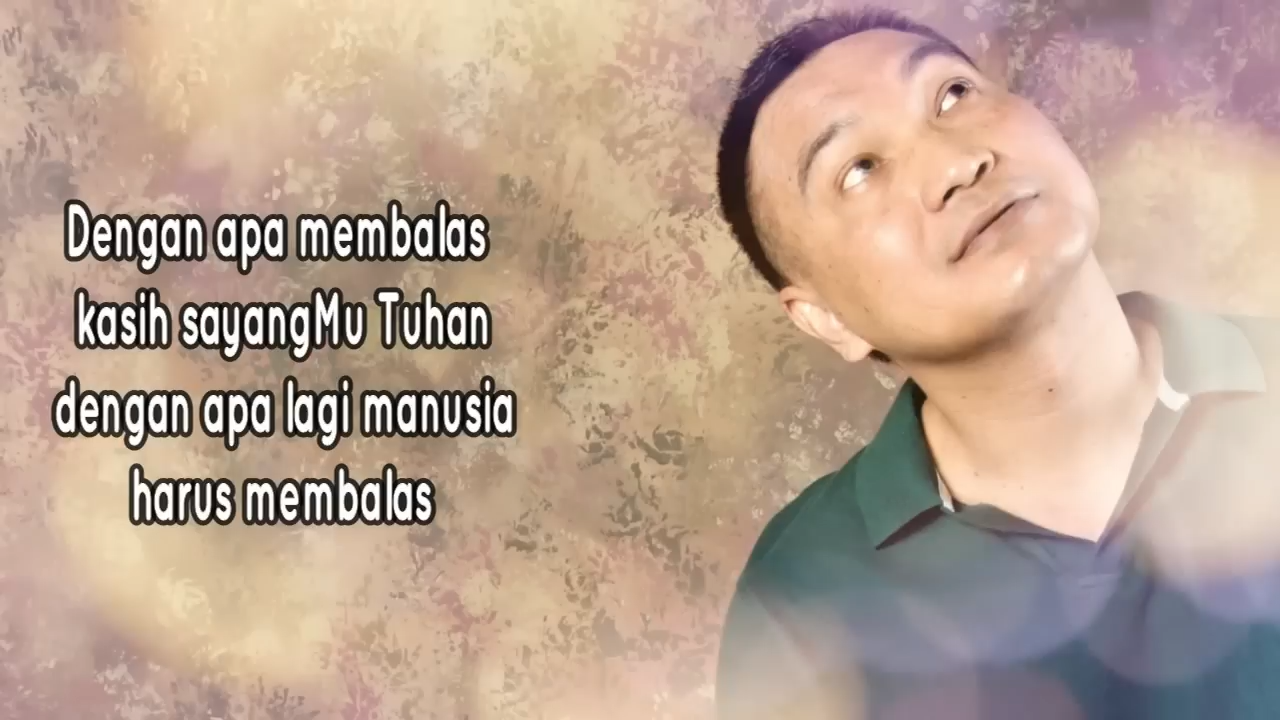 Dengan apa membalas
kasih sayangMu Tuhan
dengan apa lagi manusia
harus membalas